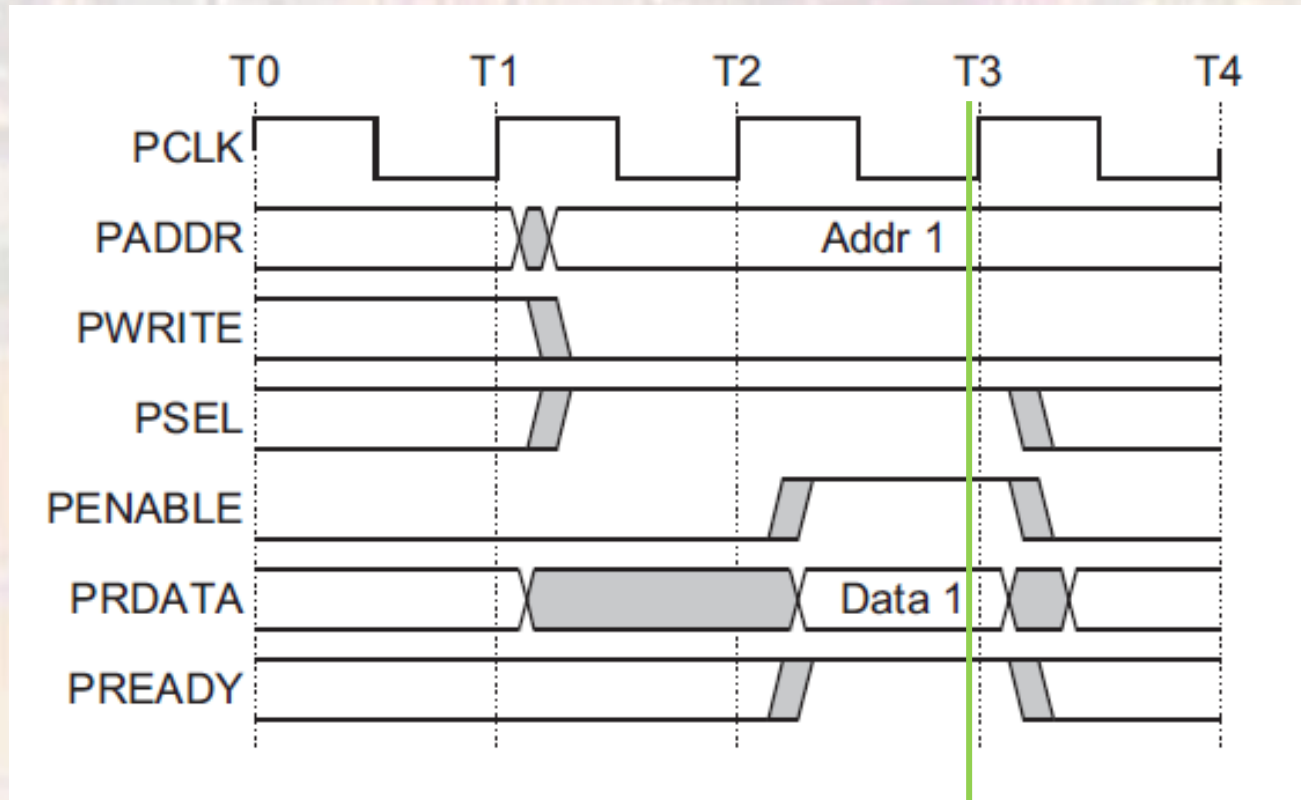 T0 T1 T2 T3 T4
PCLK
PADDR Addr 1
PWRITE
PSEL
PENABLE
PRDATA Data 1
PREADY